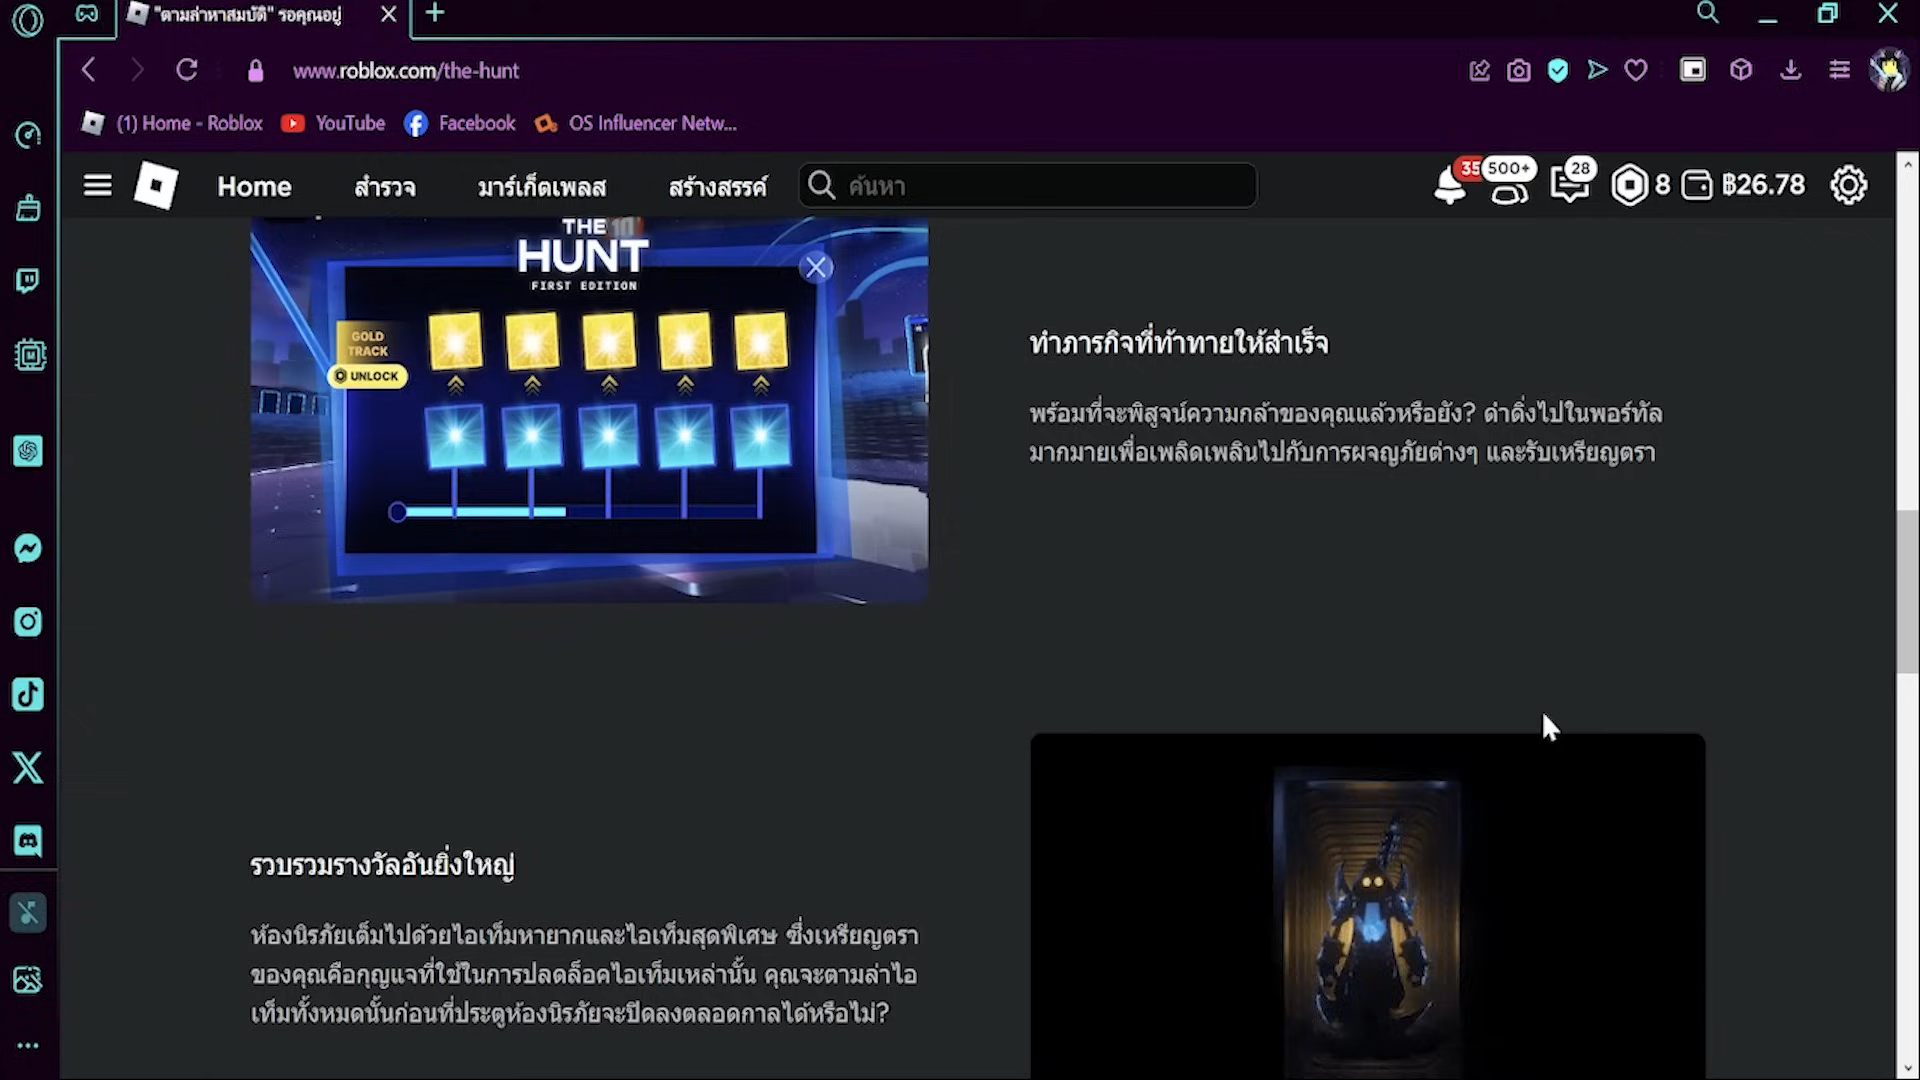 "ตามล่าหาสมบัติ" รอคุณอยู่
www.roblox.com/the-hunt
(1) Home - Roblox
YouTube
Facebook
OS Influencer Netw...
Home
สำรวจ
มาร์เก็ตเพลส
สร้างสรรค์
ค้นหา
35
500+
28
8
฿26.78
THE
HUNT
FIRST EDITION
GOLD
TRACK
UNLOCK
ทำภารกิจที่ท้าทายให้สำเร็จ
พร้อมที่จะพิสูจน์ความกล้าของคุณแล้วหรือยัง? ดำดิ่งไปในพอร์ทัล
มากมายเพื่อเพลิดเพลินไปกับการผจญภัยต่างๆ และรับเหรียญตรา
รวบรวมรางวัลอันยิ่งใหญ่
ห้องนิรภัยเต็มไปด้วยไอเท็มหายากและไอเท็มสุดพิเศษ ซึ่งเหรียญตรา
ของคุณคือกุญแจที่ใช้ในการปลดล็อคไอเท็มเหล่านั้น คุณจะตามล่าไอ
เท็มทั้งหมดนั้นก่อนที่ประตูห้องนิรภัยจะปิดลงตลอดกาลได้หรือไม่?